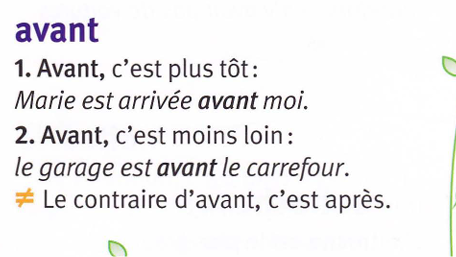 avant
1. Avant, c'est plus tôt :
Marie est arrivée avant moi.
2. Avant, c'est moins loin :
le garage est avant le carrefour.
≠ Le contraire d'avant, c'est après.